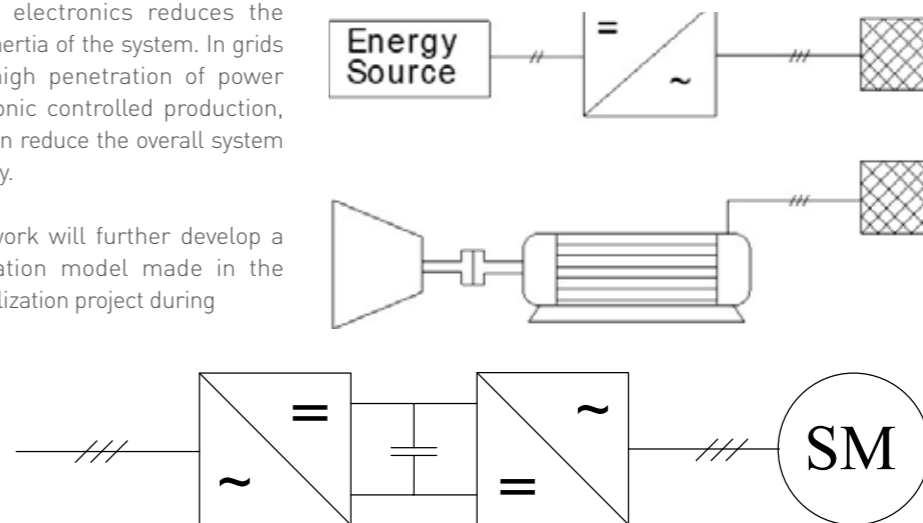 electronics reduces the
ertia of the system. In grids
high penetration of power
onic controlled production,
n reduce the overall system
y.
work will further develop a
ation model made in the
lization project during
Energy
Source
=
~
=
~
~
=
SM